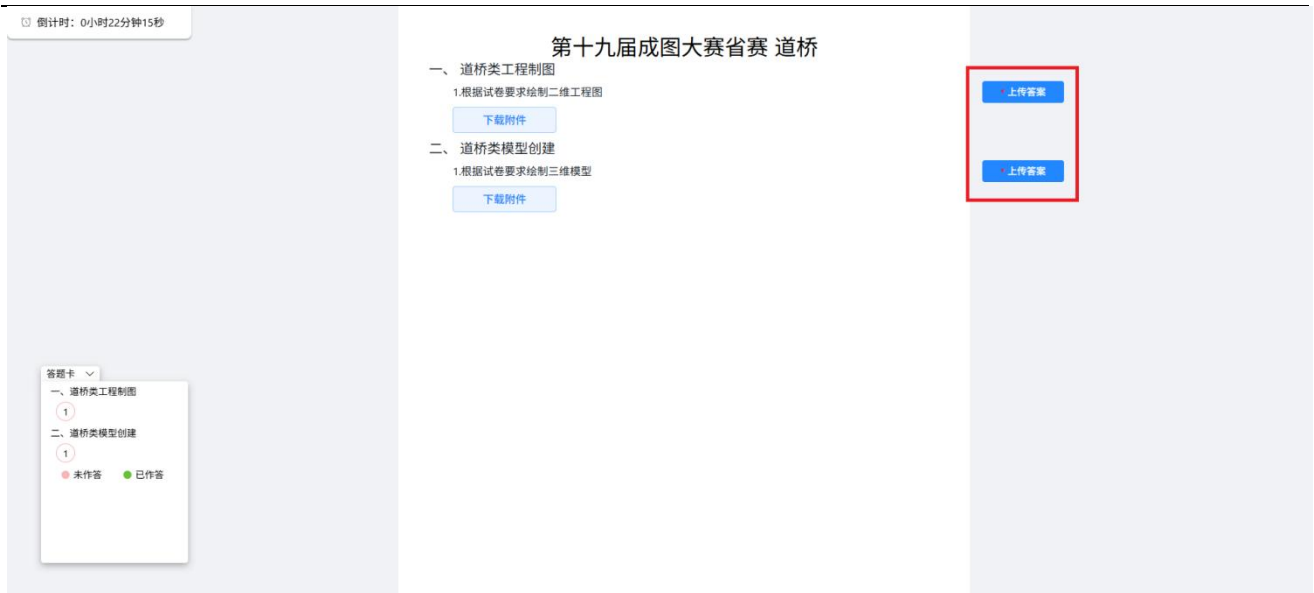 倒计时：0小时22分钟15秒
第十九届成图大赛省赛 道桥
一、 道桥类工程制图
1.根据试卷要求绘制二维工程图
* 上传答案
下载附件
二、 道桥类模型创建
1.根据试卷要求绘制三维模型
* 上传答案
下载附件
答题卡
一、道桥类工程制图
1
二、道桥类模型创建
1
未作答 已作答